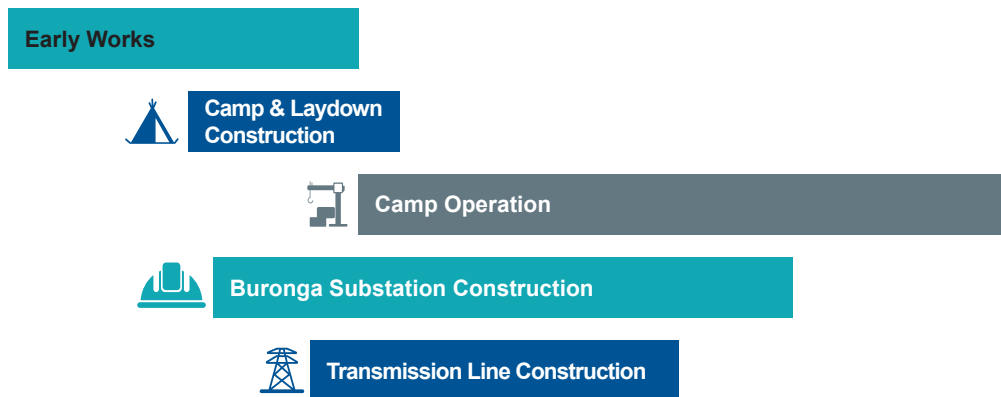 Early Works
Camp & Laydown
Construction
Camp Operation
Buronga Substation Construction
Transmission Line Construction